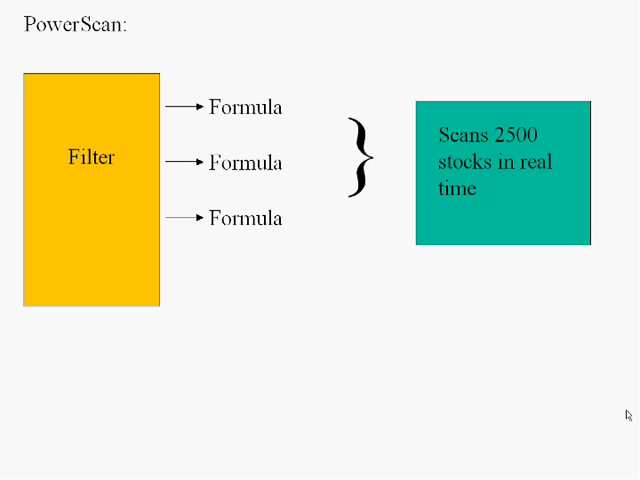 PowerScan:
Filter
Formula
Formula
Formula
}
Scans 2500
stocks in real
time